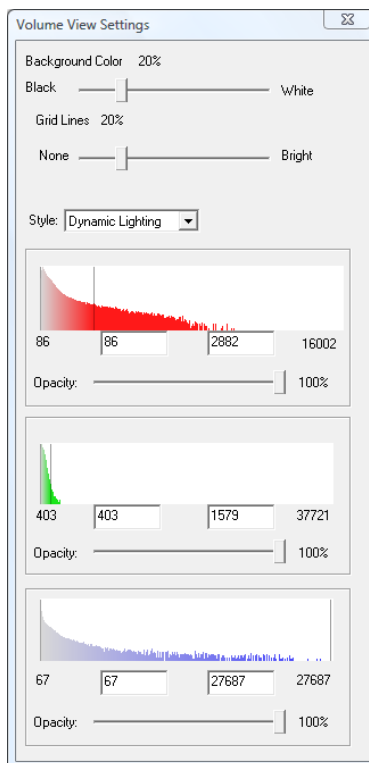 Volume View Settings
Background Color 20%
Black White
Grid Lines 20%
None Bright
Style: Dynamic Lighting
86 86 2882 16002
Opacity: 100%
403 403 1579 37721
Opacity: 100%
67 67 27687 27687
Opacity: 100%